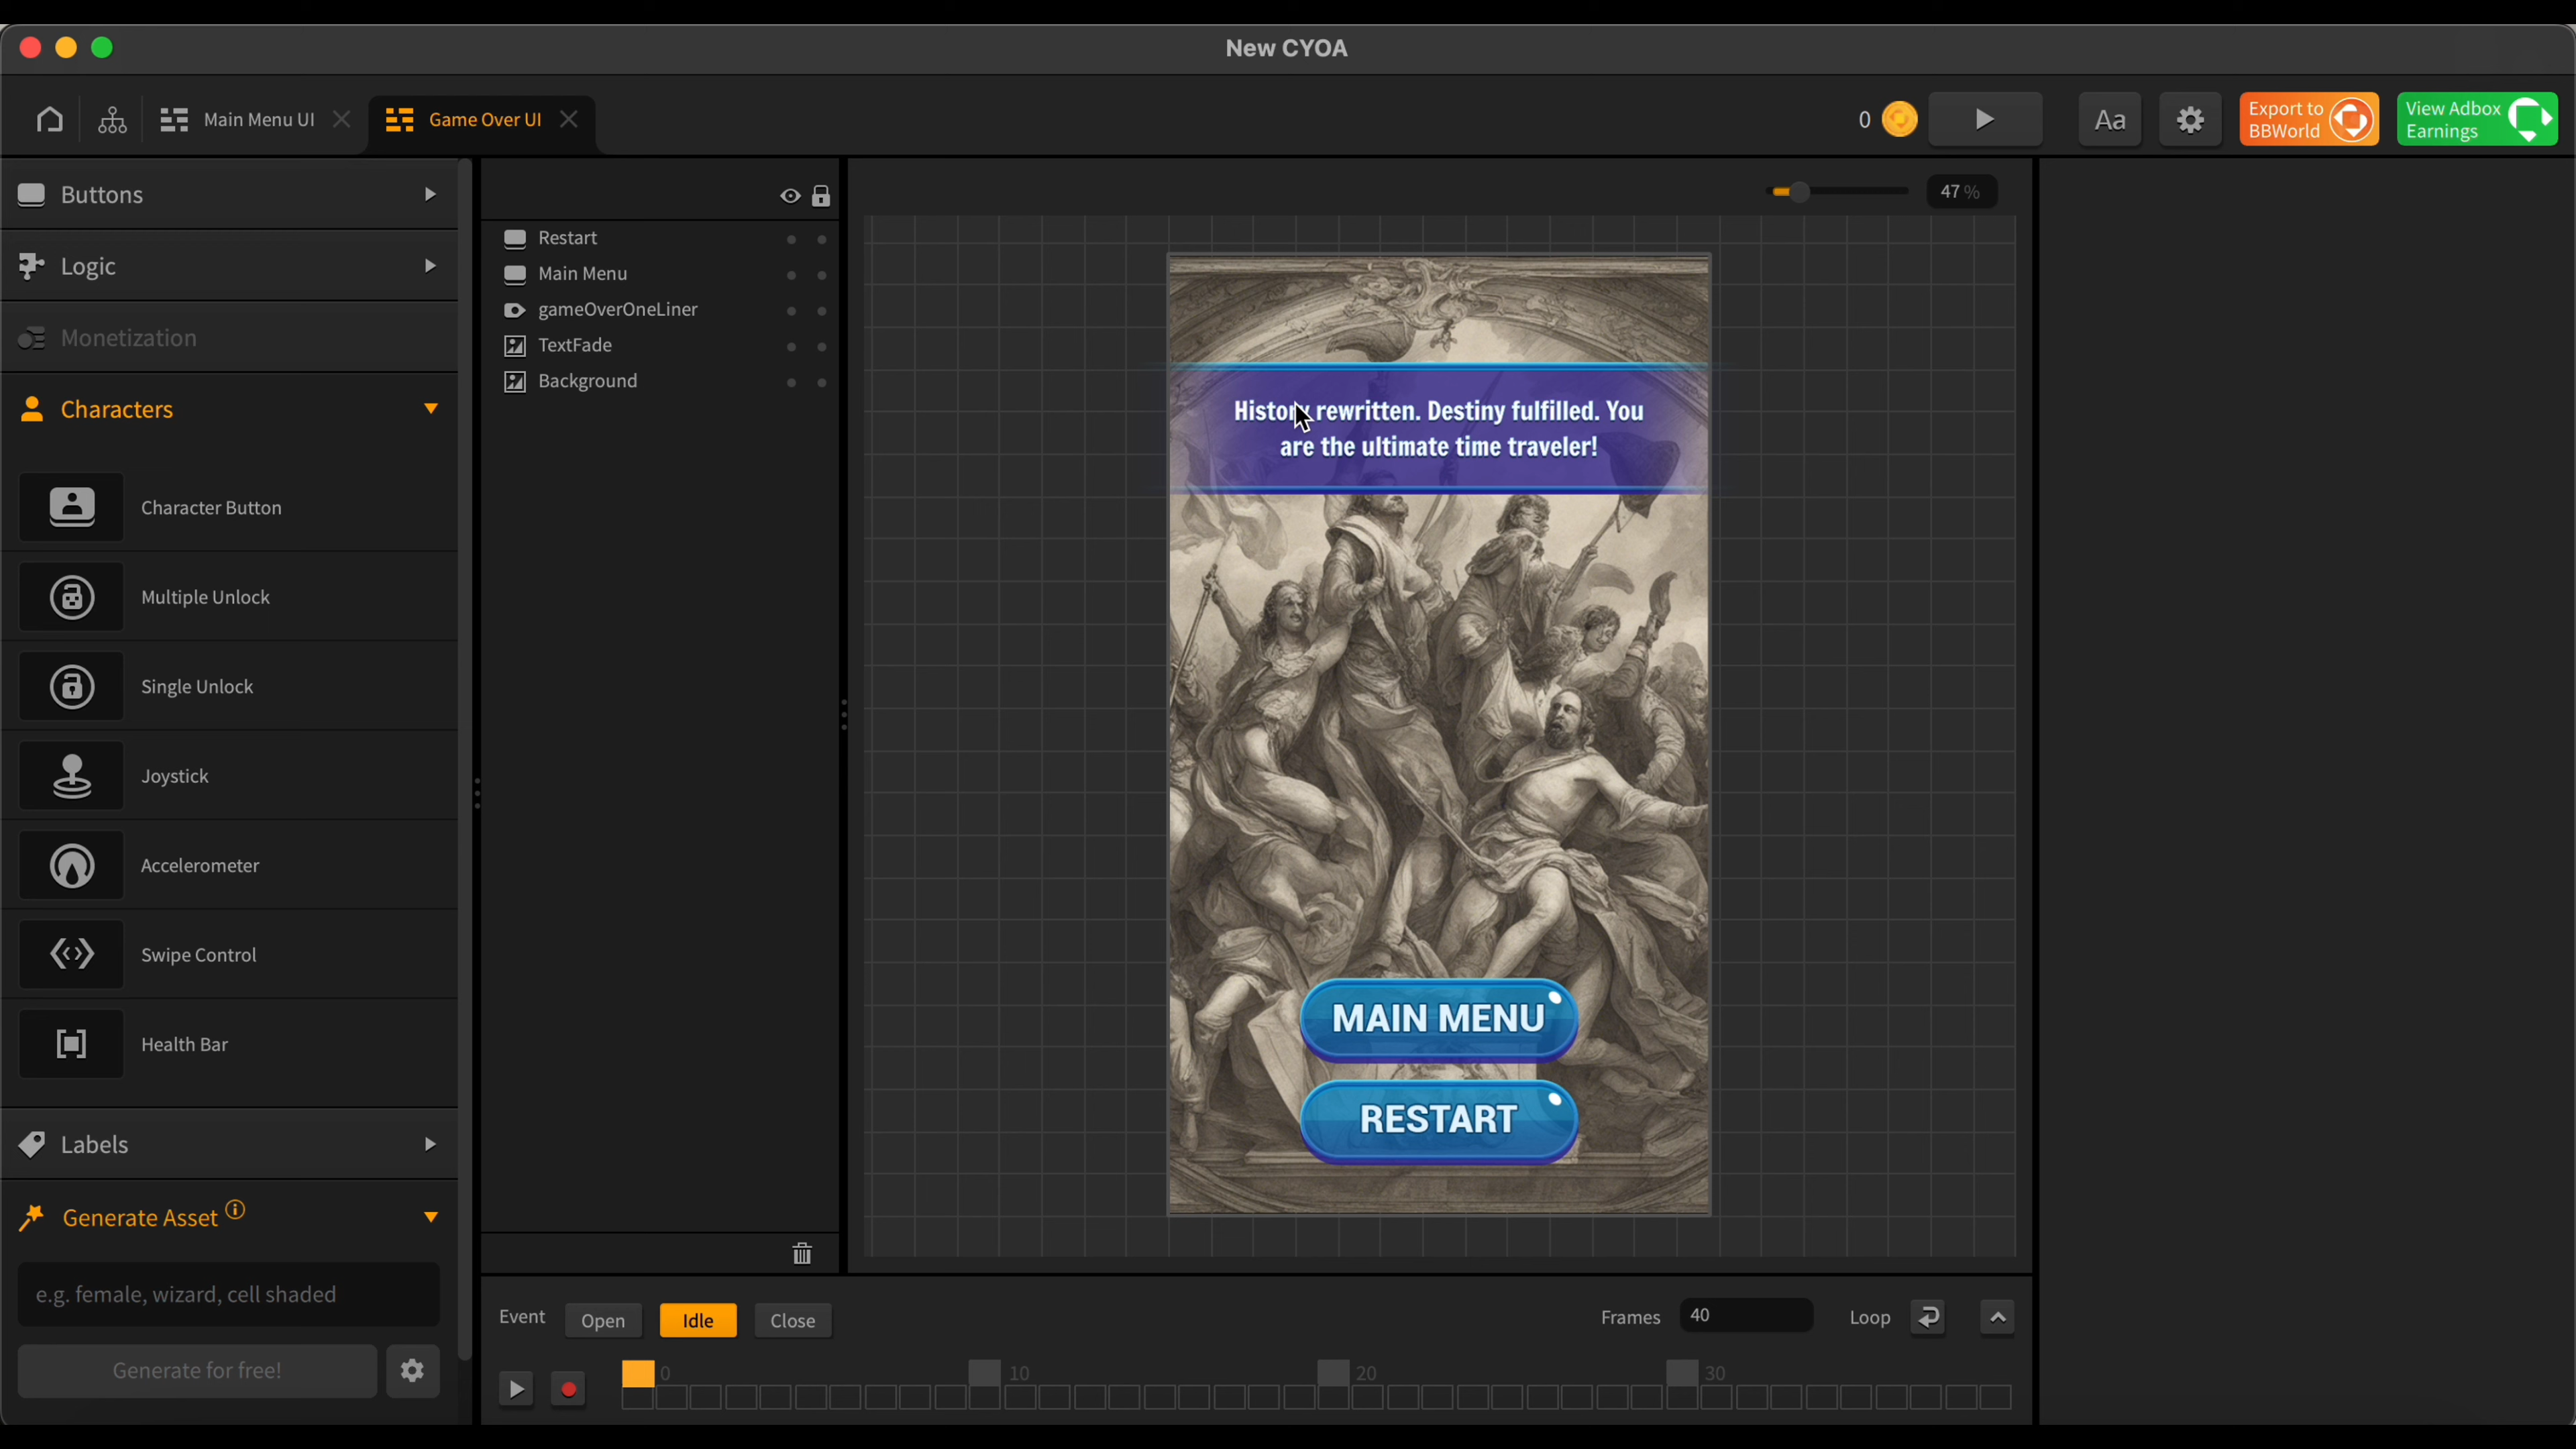 New CYOA
Main Menu UI
Game Over UI
0
Aa
Export to
BBWorld
View Adbox
Earnings
Buttons
Logic
Monetization
Characters
Character Button
Multiple Unlock
Single Unlock
Joystick
Accelerometer
Swipe Control
Health Bar
Labels
Generate Asset
e.g. female, wizard, cell shaded
Generate for free!
Restart
Main Menu
gameOverOneLiner
TextFade
Background
47 %
History rewritten. Destiny fulfilled. You
are the ultimate time traveler!
MAIN MENU
RESTART
Event
Open
Idle
Close
Frames
40
Loop
0
10
20
30